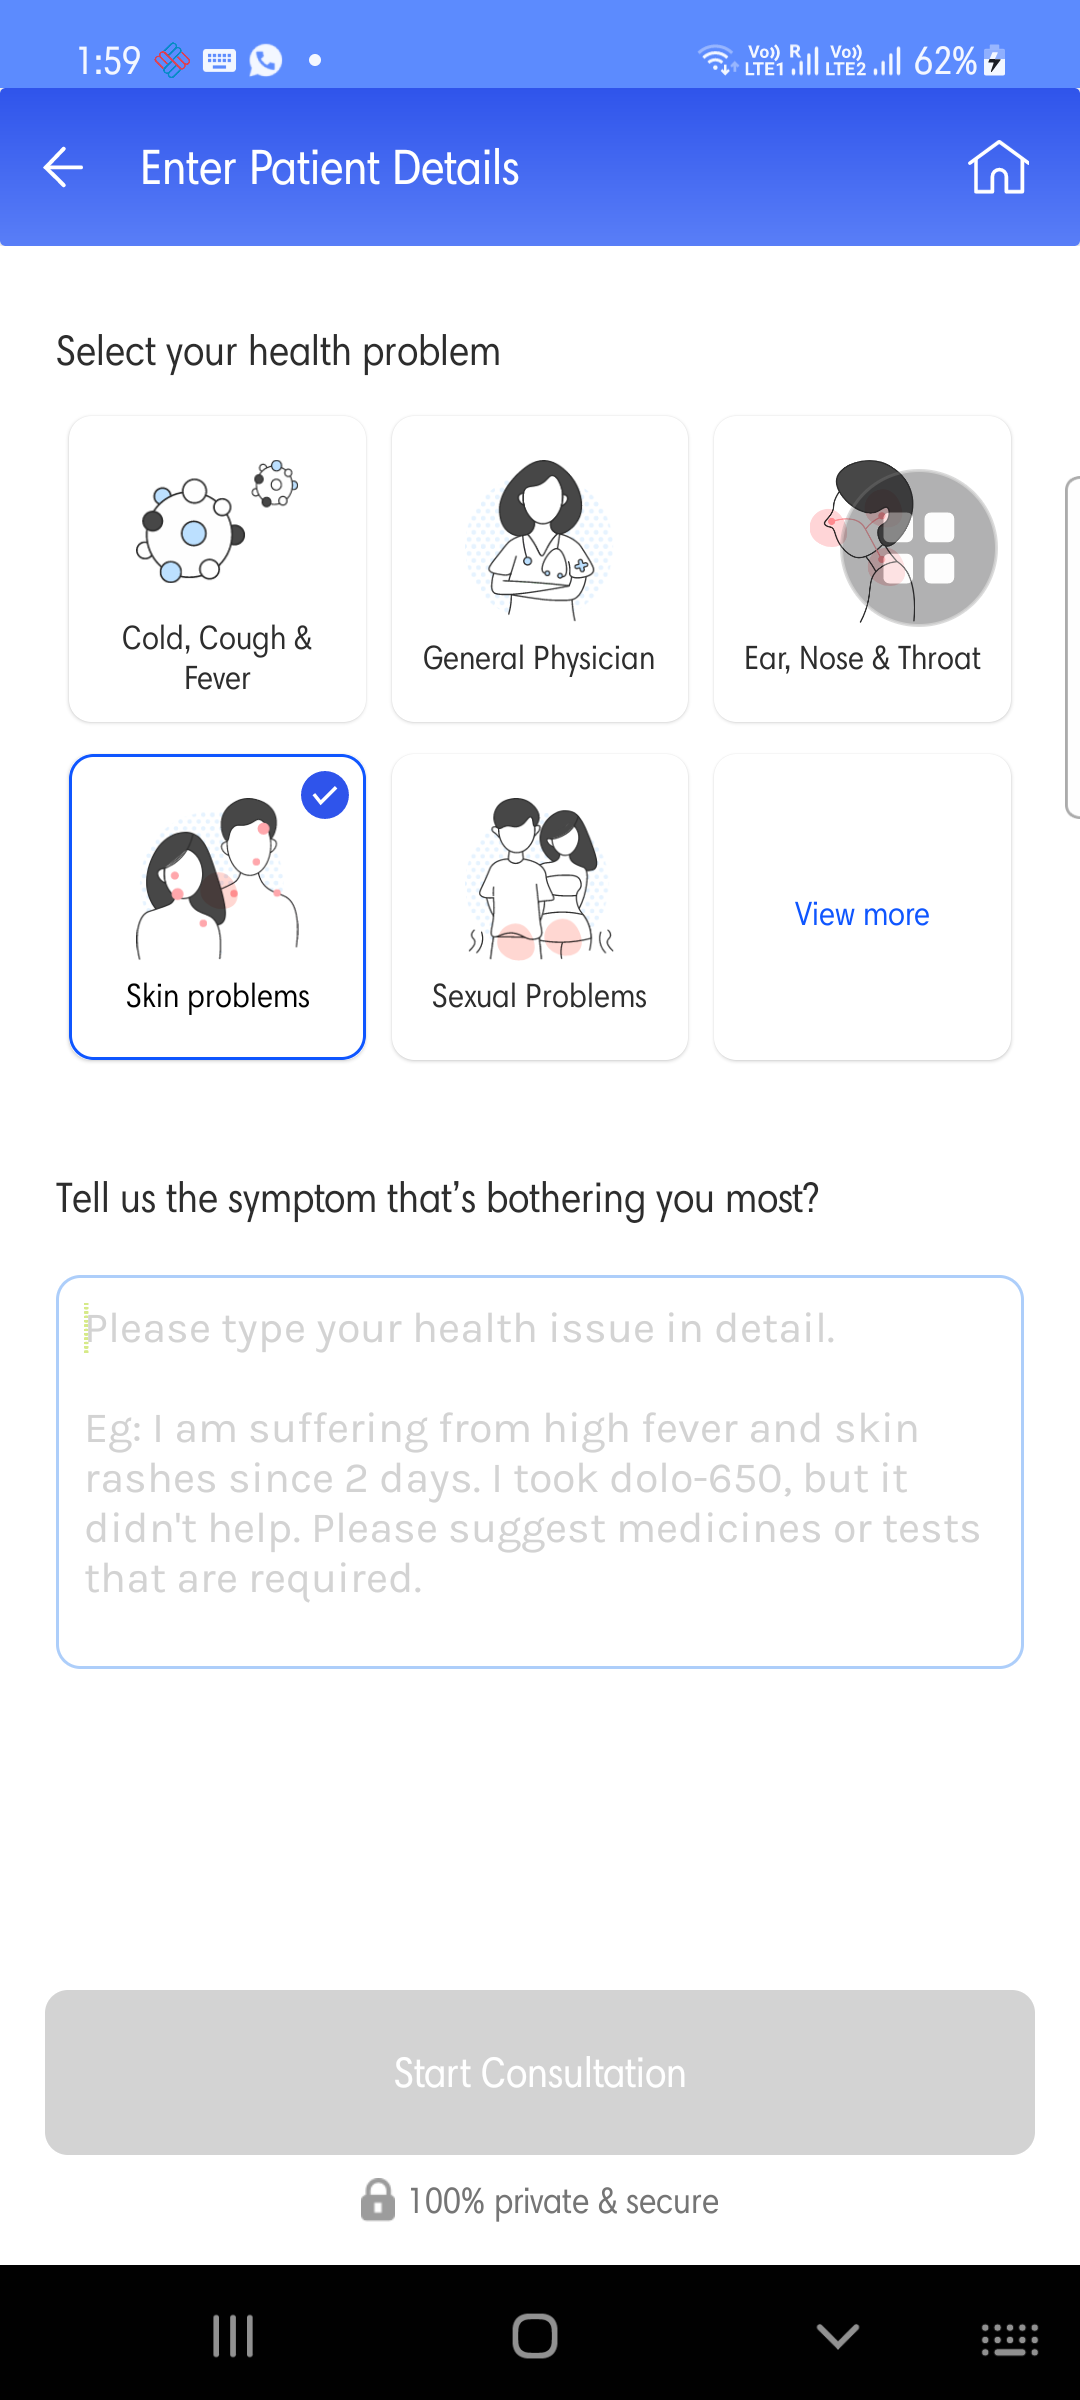 1:59
Vo)) R Vo)) 62%
LTE1 LTE2
Enter Patient Details
Select your health problem
Cold, Cough &
Fever
General Physician
Ear, Nose & Throat
Skin problems
Sexual Problems
View more
Tell us the symptom that's bothering you most?
Please type your health issue in detail.
Eg: I am suffering from high fever and skin
rashes since 2 days. I took dolo-650, but it
didn't help. Please suggest medicines or tests
that are required.
Start Consultation
100% private & secure